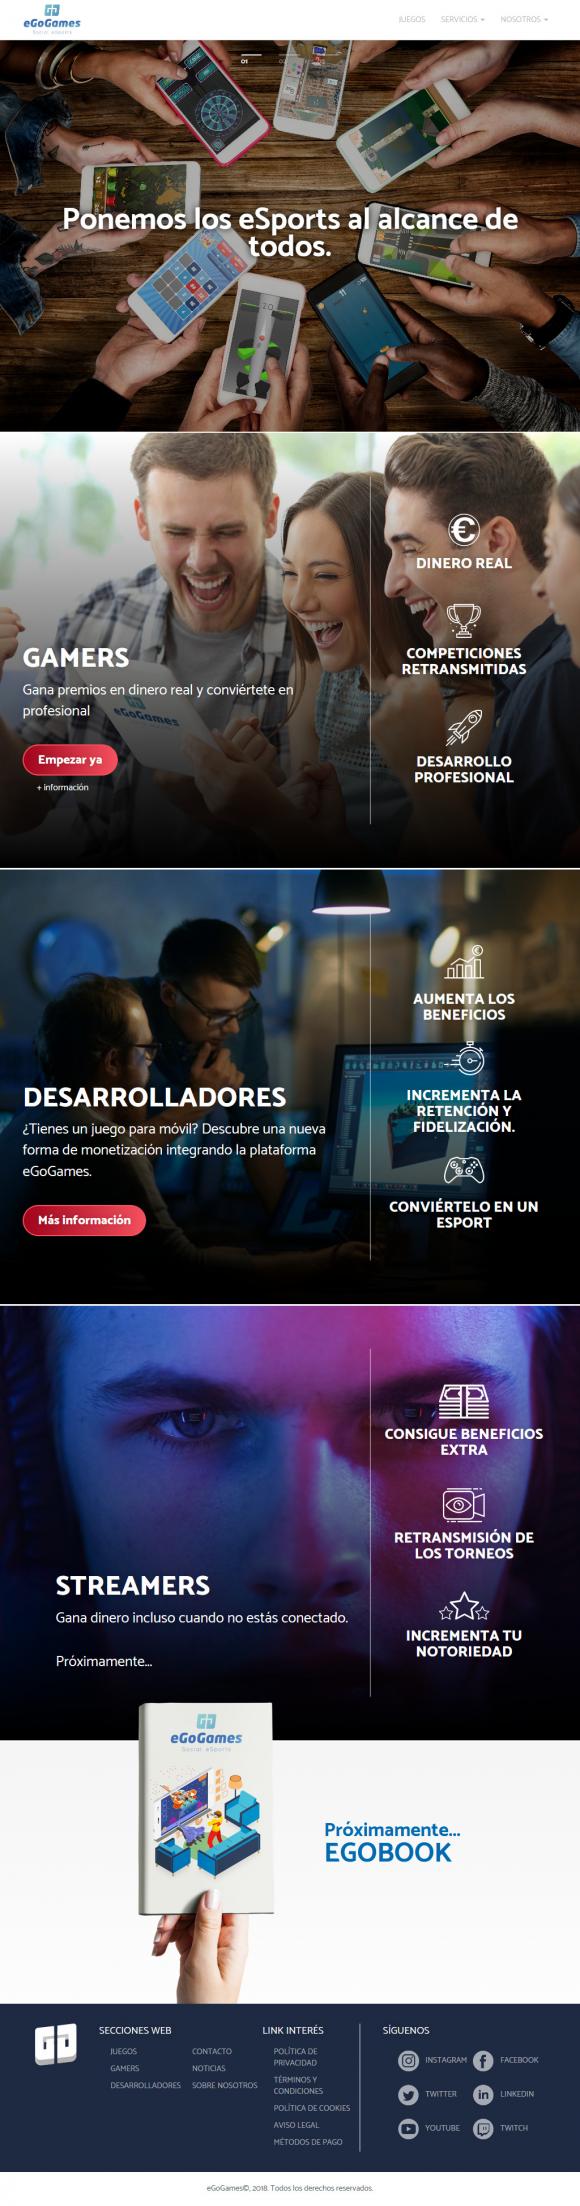 eGoGames
Social eSports
JUEGOS SERVICIOS NOSOTROS
01
Ponemos los eSports al alcance de
todos.
GAMERS
Gana premios en dinero real y conviértete en
profesional
eGoGames
Empezar ya
+ información
DINERO REAL
COMPETICIONES
RETRANSMITIDAS
DESARROLLO
PROFESIONAL
DESARROLLADORES
¿Tienes un juego para móvil? Descubre una nueva
forma de monetización integrando la plataforma
eGoGames.
Más información
AUMENTA LOS
BENEFICIOS
INCREMENTA LA
RETENCIÓN Y
FIDELIZACIÓN.
CONVIÉRTELO EN UN
ESPORT
STREAMERS
Gana dinero incluso cuando no estás conectado.
Próximamente...
CONSIGUE BENEFICIOS
EXTRA
RETRANSMISIÓN DE
LOS TORNEOS
INCREMENTA TU
NOTORIEDAD
eGoGames
Social eSports
Próximamente...
EGOBOOK
SECCIONES WEB
JUEGOS
GAMERS
DESARROLLADORES
CONTACTO
NOTICIAS
SOBRE NOSOTROS
LINK INTERÉS
POLÍTICA DE
PRIVACIDAD
TÉRMINOS Y
CONDICIONES
POLÍTICA DE COOKIES
AVISO LEGAL
MÉTODOS DE PAGO
SÍGUENOS
INSTAGRAM
FACEBOOK
TWITTER
LINKEDIN
YOUTUBE
TWITCH
eGoGames©, 2018. Todos los derechos reservados.